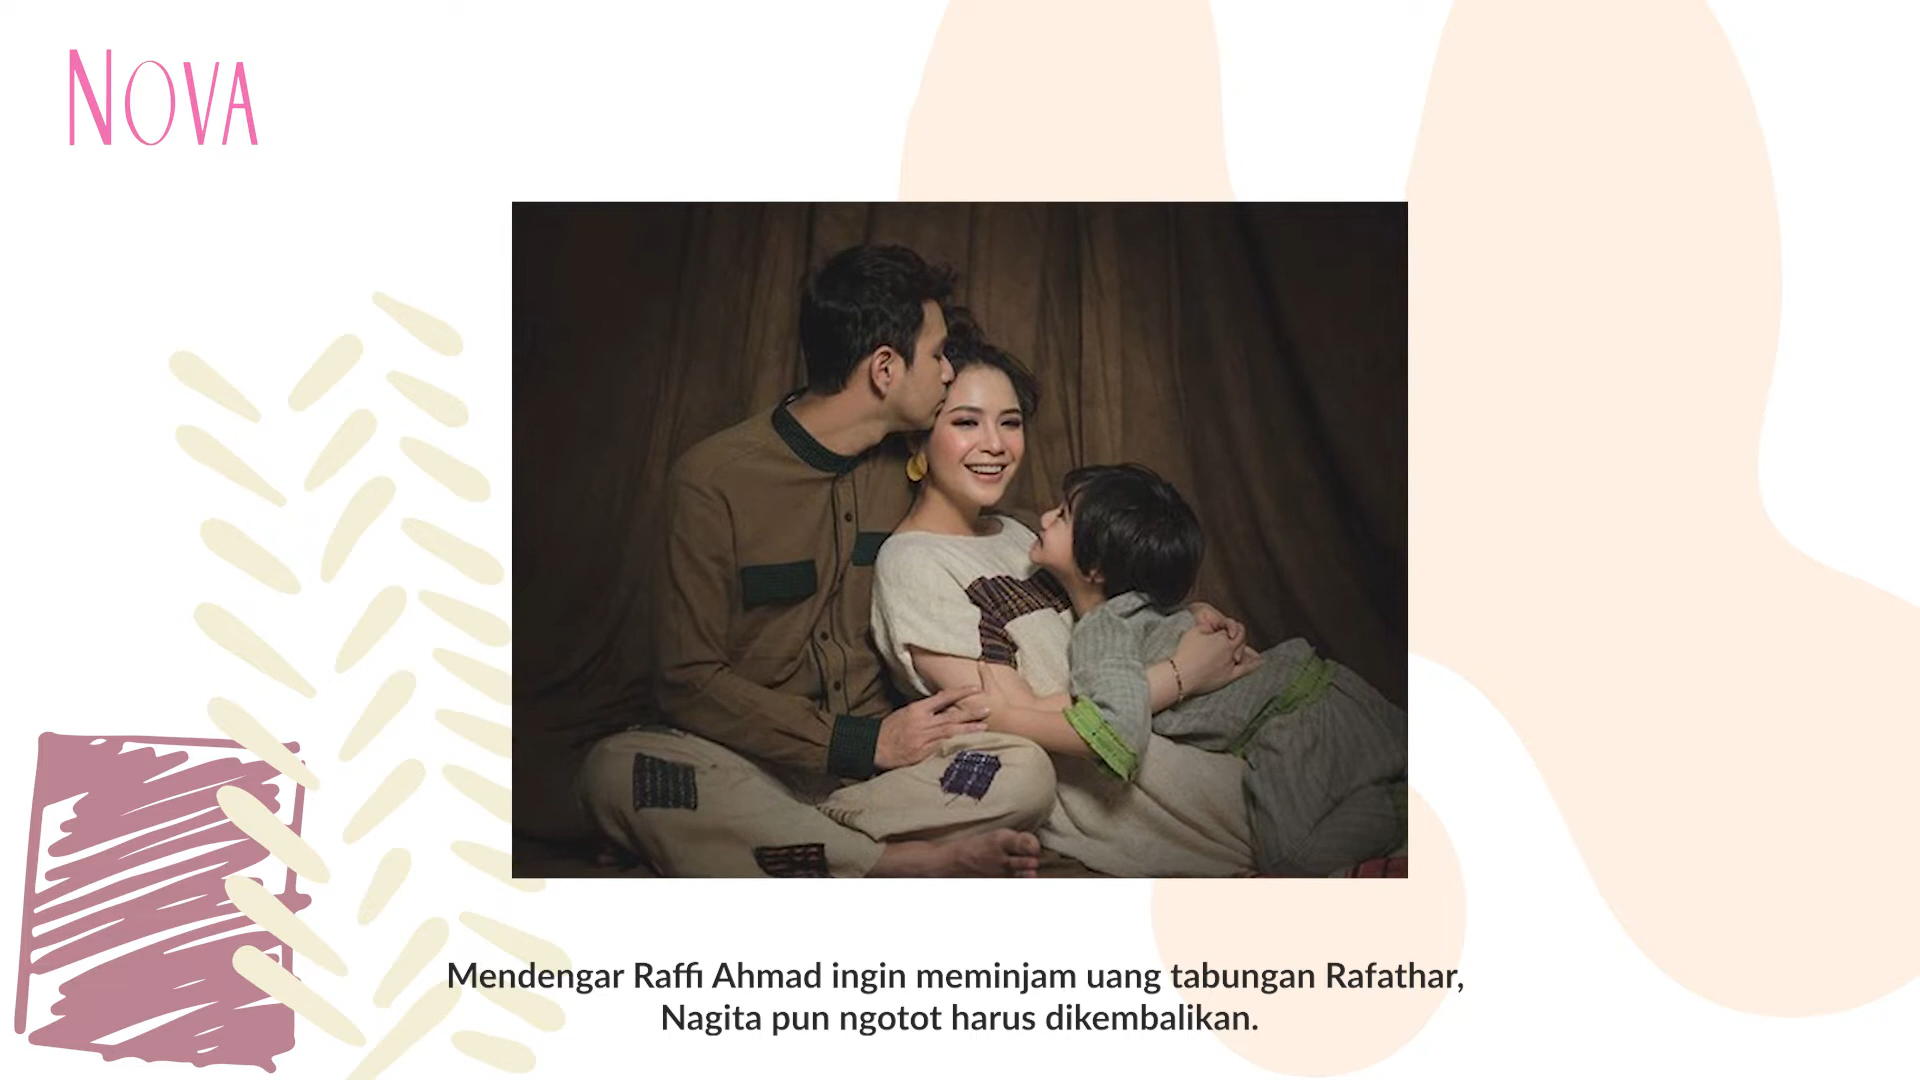 NOVA
Mendengar Raffi Ahmad ingin meminjam uang tabungan Rafathar,
Nagita pun ngotot harus dikembalikan.